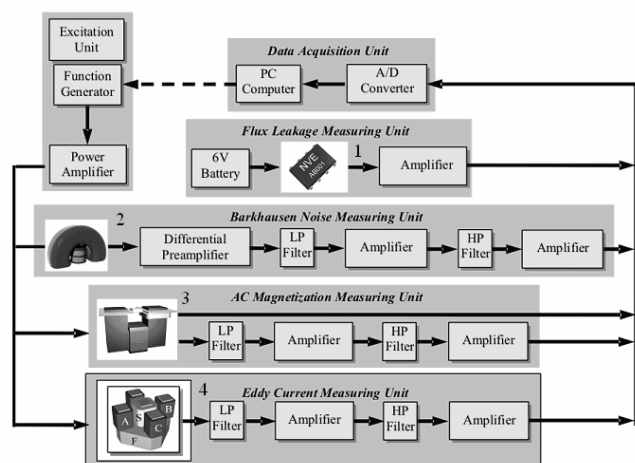 Excitation
Unit
Function
Generator
Power
Amplifier
Data Acquisition Unit
PC
Computer
A/D
Converter
Flux Leakage Measuring Unit
6V
Battery
NVE
AB001
1
Amplifier
2
Barkhausen Noise Measuring Unit
Differential
Preamplifier
LP
Filter
Amplifier
HP
Filter
Amplifier
3
AC Magnetization Measuring Unit
LP
Filter
Amplifier
HP
Filter
Amplifier
4
Eddy Current Measuring Unit
A
S
B
C
F
LP
Filter
Amplifier
HP
Filter
Amplifier